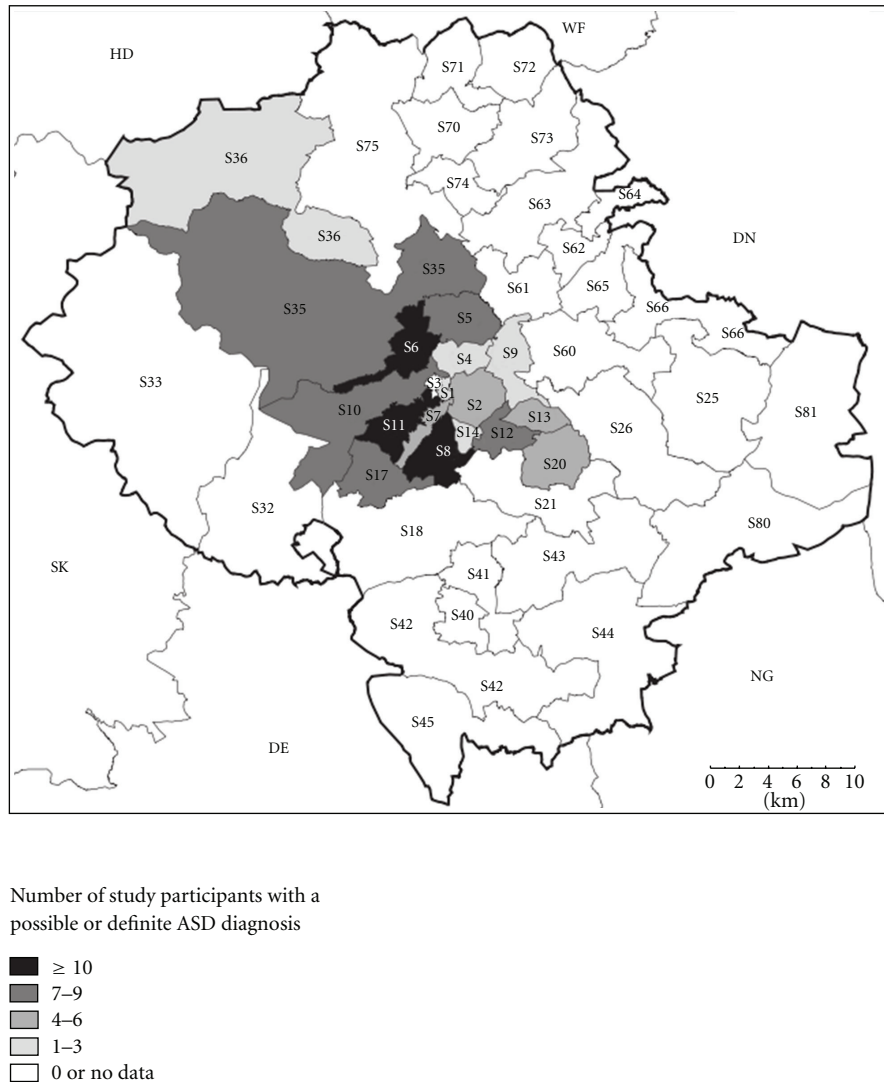 HD
WF
S71
S72
S70
S73
S75
S36
S74
S64
S63
DN
S36
S62
S35
S61
S65
S66
S35
S5
S66
S6
S4
S9
S60
S33
S3
S1
S25
S81
S10
S2
S7
S13
S11
S14
S12
S26
S8
S20
S17
S21
S32
S18
S80
S43
SK
S41
S42
S40
S44
NG
S42
S45
DE
0 2 4 6 8 10
(km)
Number of study participants with a
possible or definite ASD diagnosis
≥ 10
7–9
4–6
1–3
0 or no data